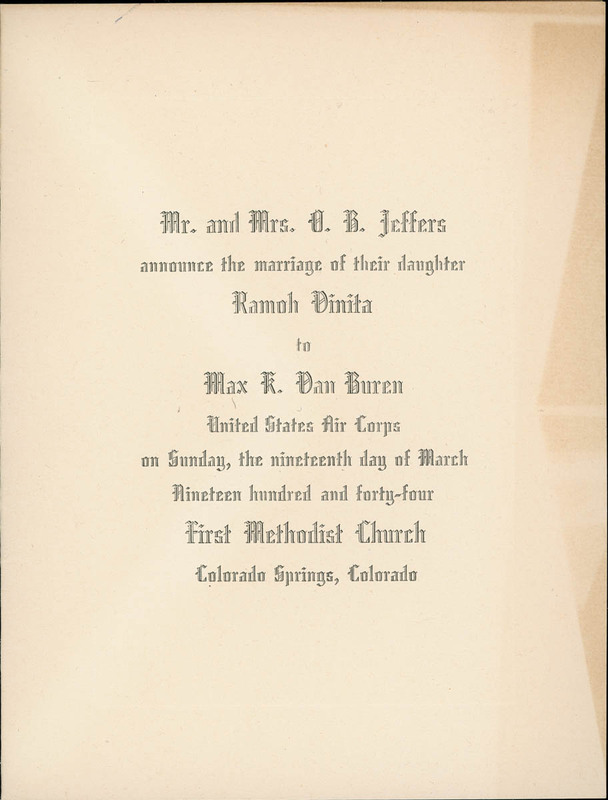 Mr. and Mrs. O. B. Jeffers
announce the marriage of their daughter
Ramoh Vinita
to
Max K. Van Buren
United States Air Corps
on Sunday, the nineteenth day of March
Nineteen hundred and forty-four
First Methodist Church
Colorado Springs, Colorado